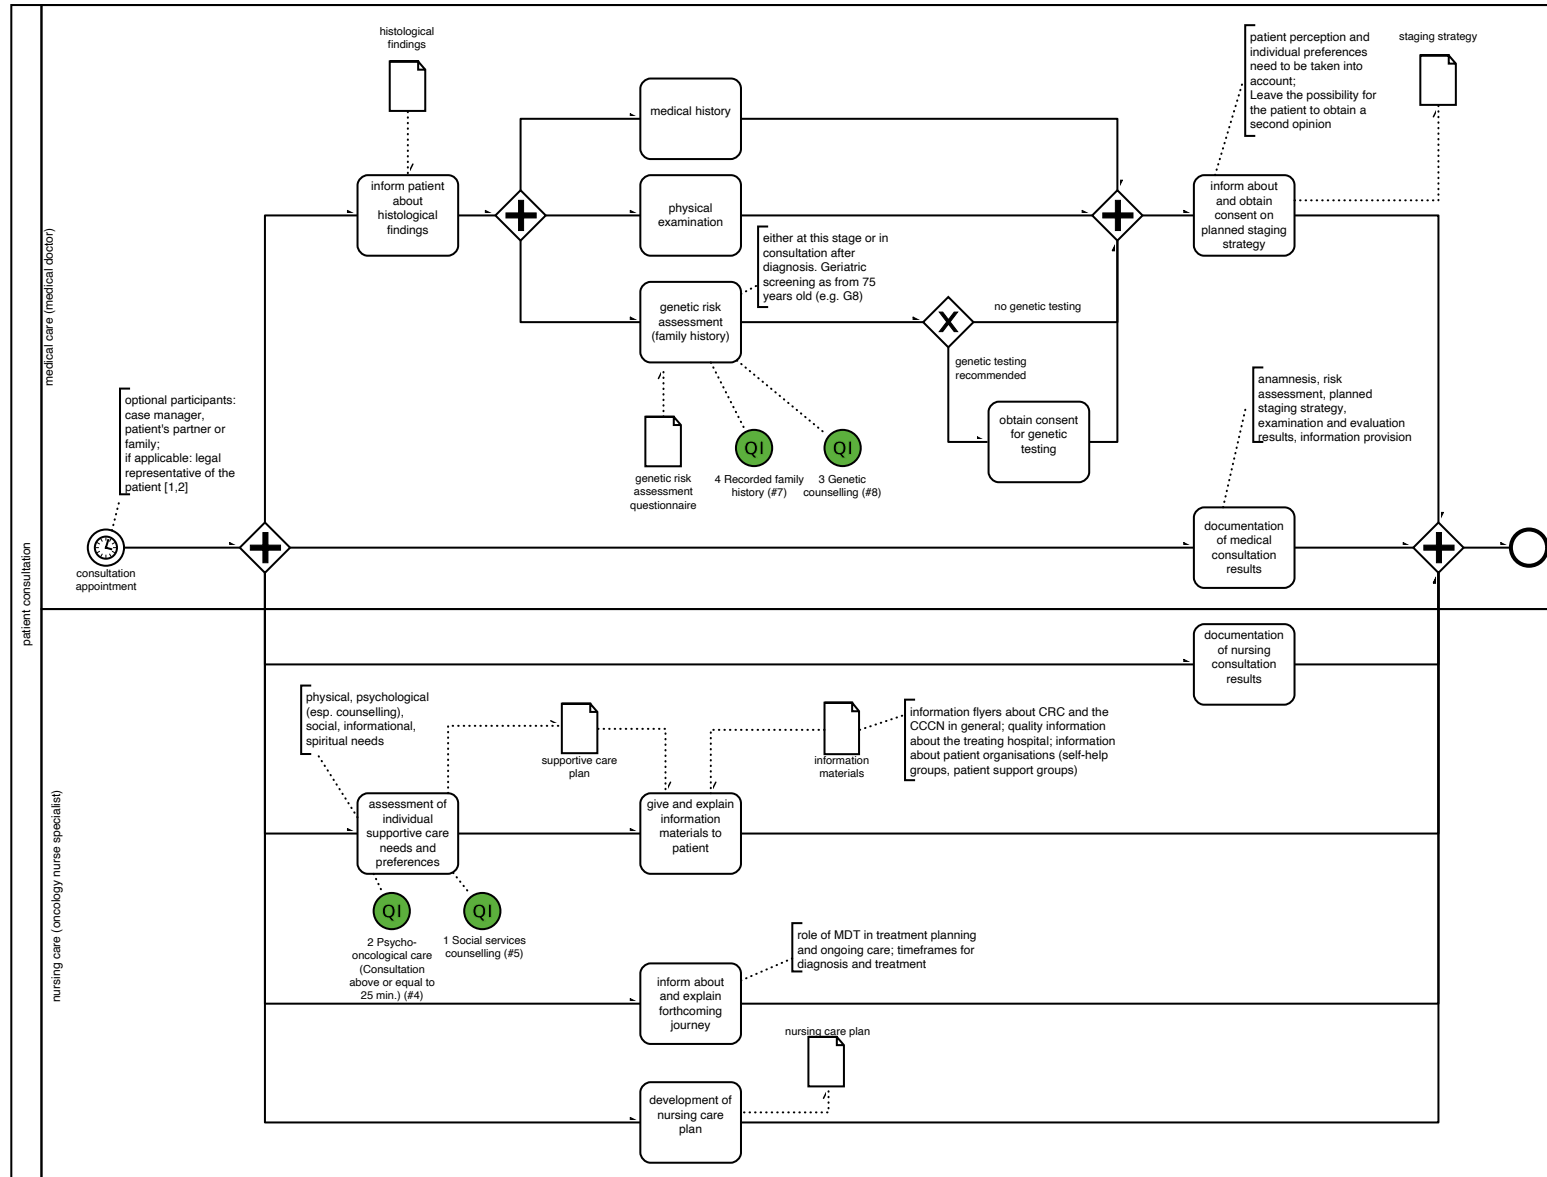 patient consultation
medical care (medical doctor)
nursing care (oncology nurse specialist)
histological
findings
inform patient
about
histological
findings
medical history
physical
examination
genetic risk
assessment
(family history)
either at this stage or in
consultation after
diagnosis. Geriatric
screening as from 75
years old (e.g. G8)
X
no genetic testing
genetic testing
recommended
obtain consent
for genetic
testing
genetic risk
assessment
questionnaire
QI
4 Recorded family
history (#7)
QI
3 Genetic
counselling (#8)
patient perception and
individual preferences
need to be taken into
account;
Leave the possibility for
the patient to obtain a
second opinion
staging strategy
inform about
and obtain
consent on
planned staging
strategy
optional participants:
case manager,
patient's partner or
family;
if applicable: legal
representative of the
patient [1,2]
consultation
appointment
anamnesis, risk
assessment, planned
staging strategy,
examination and evaluation
results, information provision
documentation
of medical
consultation
results
documentation
of nursing
consultation
results
physical, psychological
(esp. counselling),
social, informational,
spiritual needs
supportive care
plan
information
materials
information flyers about CRC and the
CCCN in general; quality information
about the treating hospital; information
about patient organisations (self-help
groups, patient support groups)
assessment of
individual
supportive care
needs and
preferences
give and explain
information
materials to
patient
QI
2 Psycho-
oncological care
(Consultation
above or equal to
25 min.) (#4)
QI
1 Social services
counselling (#5)
role of MDT in treatment planning
and ongoing care; timeframes for
diagnosis and treatment
inform about
and explain
forthcoming
journey
nursing care plan
development of
nursing care
plan